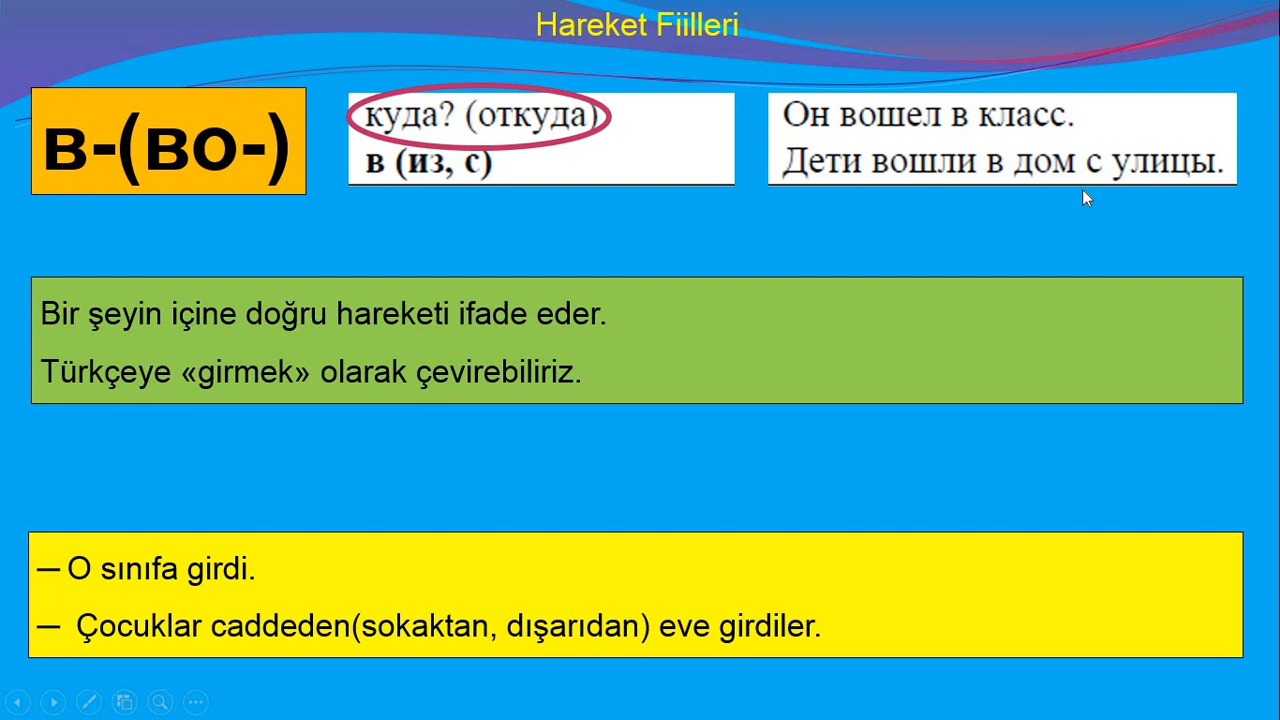 Hareket Fiilleri
в-(во-)
куда? (откуда)
в (из, с)
Он вошел в класс.
Дети вошли в дом с улицы.
Bir şeyin içine doğru hareketi ifade eder.
Türkçeye «girmek» olarak çevirebiliriz.
─ O sınıfa girdi.
─ Çocuklar caddeden(sokaktan, dışarıdan) eve girdiler.